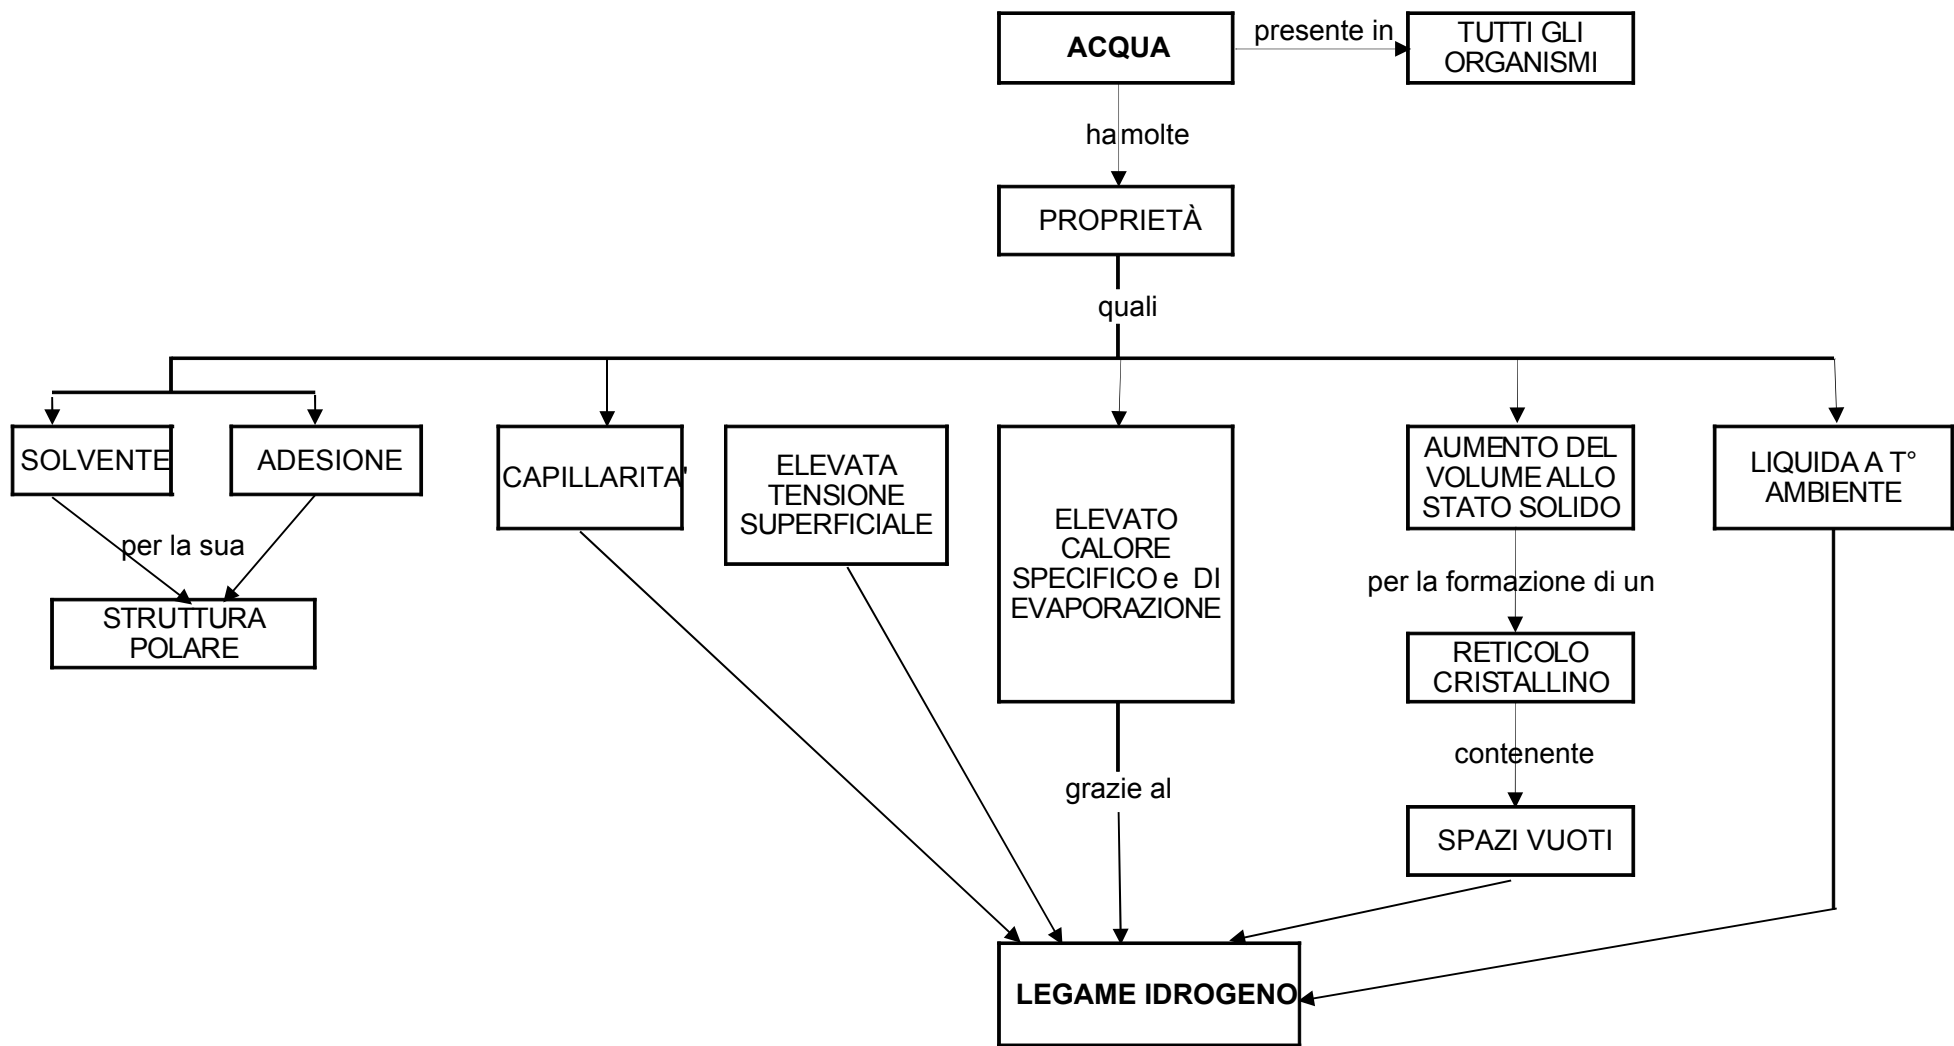 ACQUA
presente in
TUTTI GLI
ORGANISMI
ha molte
PROPRIETÀ
quali
SOLVENTE
ADESIONE
CAPILLARITA'
ELEVATA
TENSIONE
SUPERFICIALE
ELEVATO
CALORE
SPECIFICO e DI
EVAPORAZIONE
AUMENTO DEL
VOLUME ALLO
STATO SOLIDO
LIQUIDA A T°
AMBIENTE
per la sua
STRUTTURA
POLARE
per la formazione di un
RETICOLO
CRISTALLINO
contenente
grazie al
SPAZI VUOTI
LEGAME IDROGENO